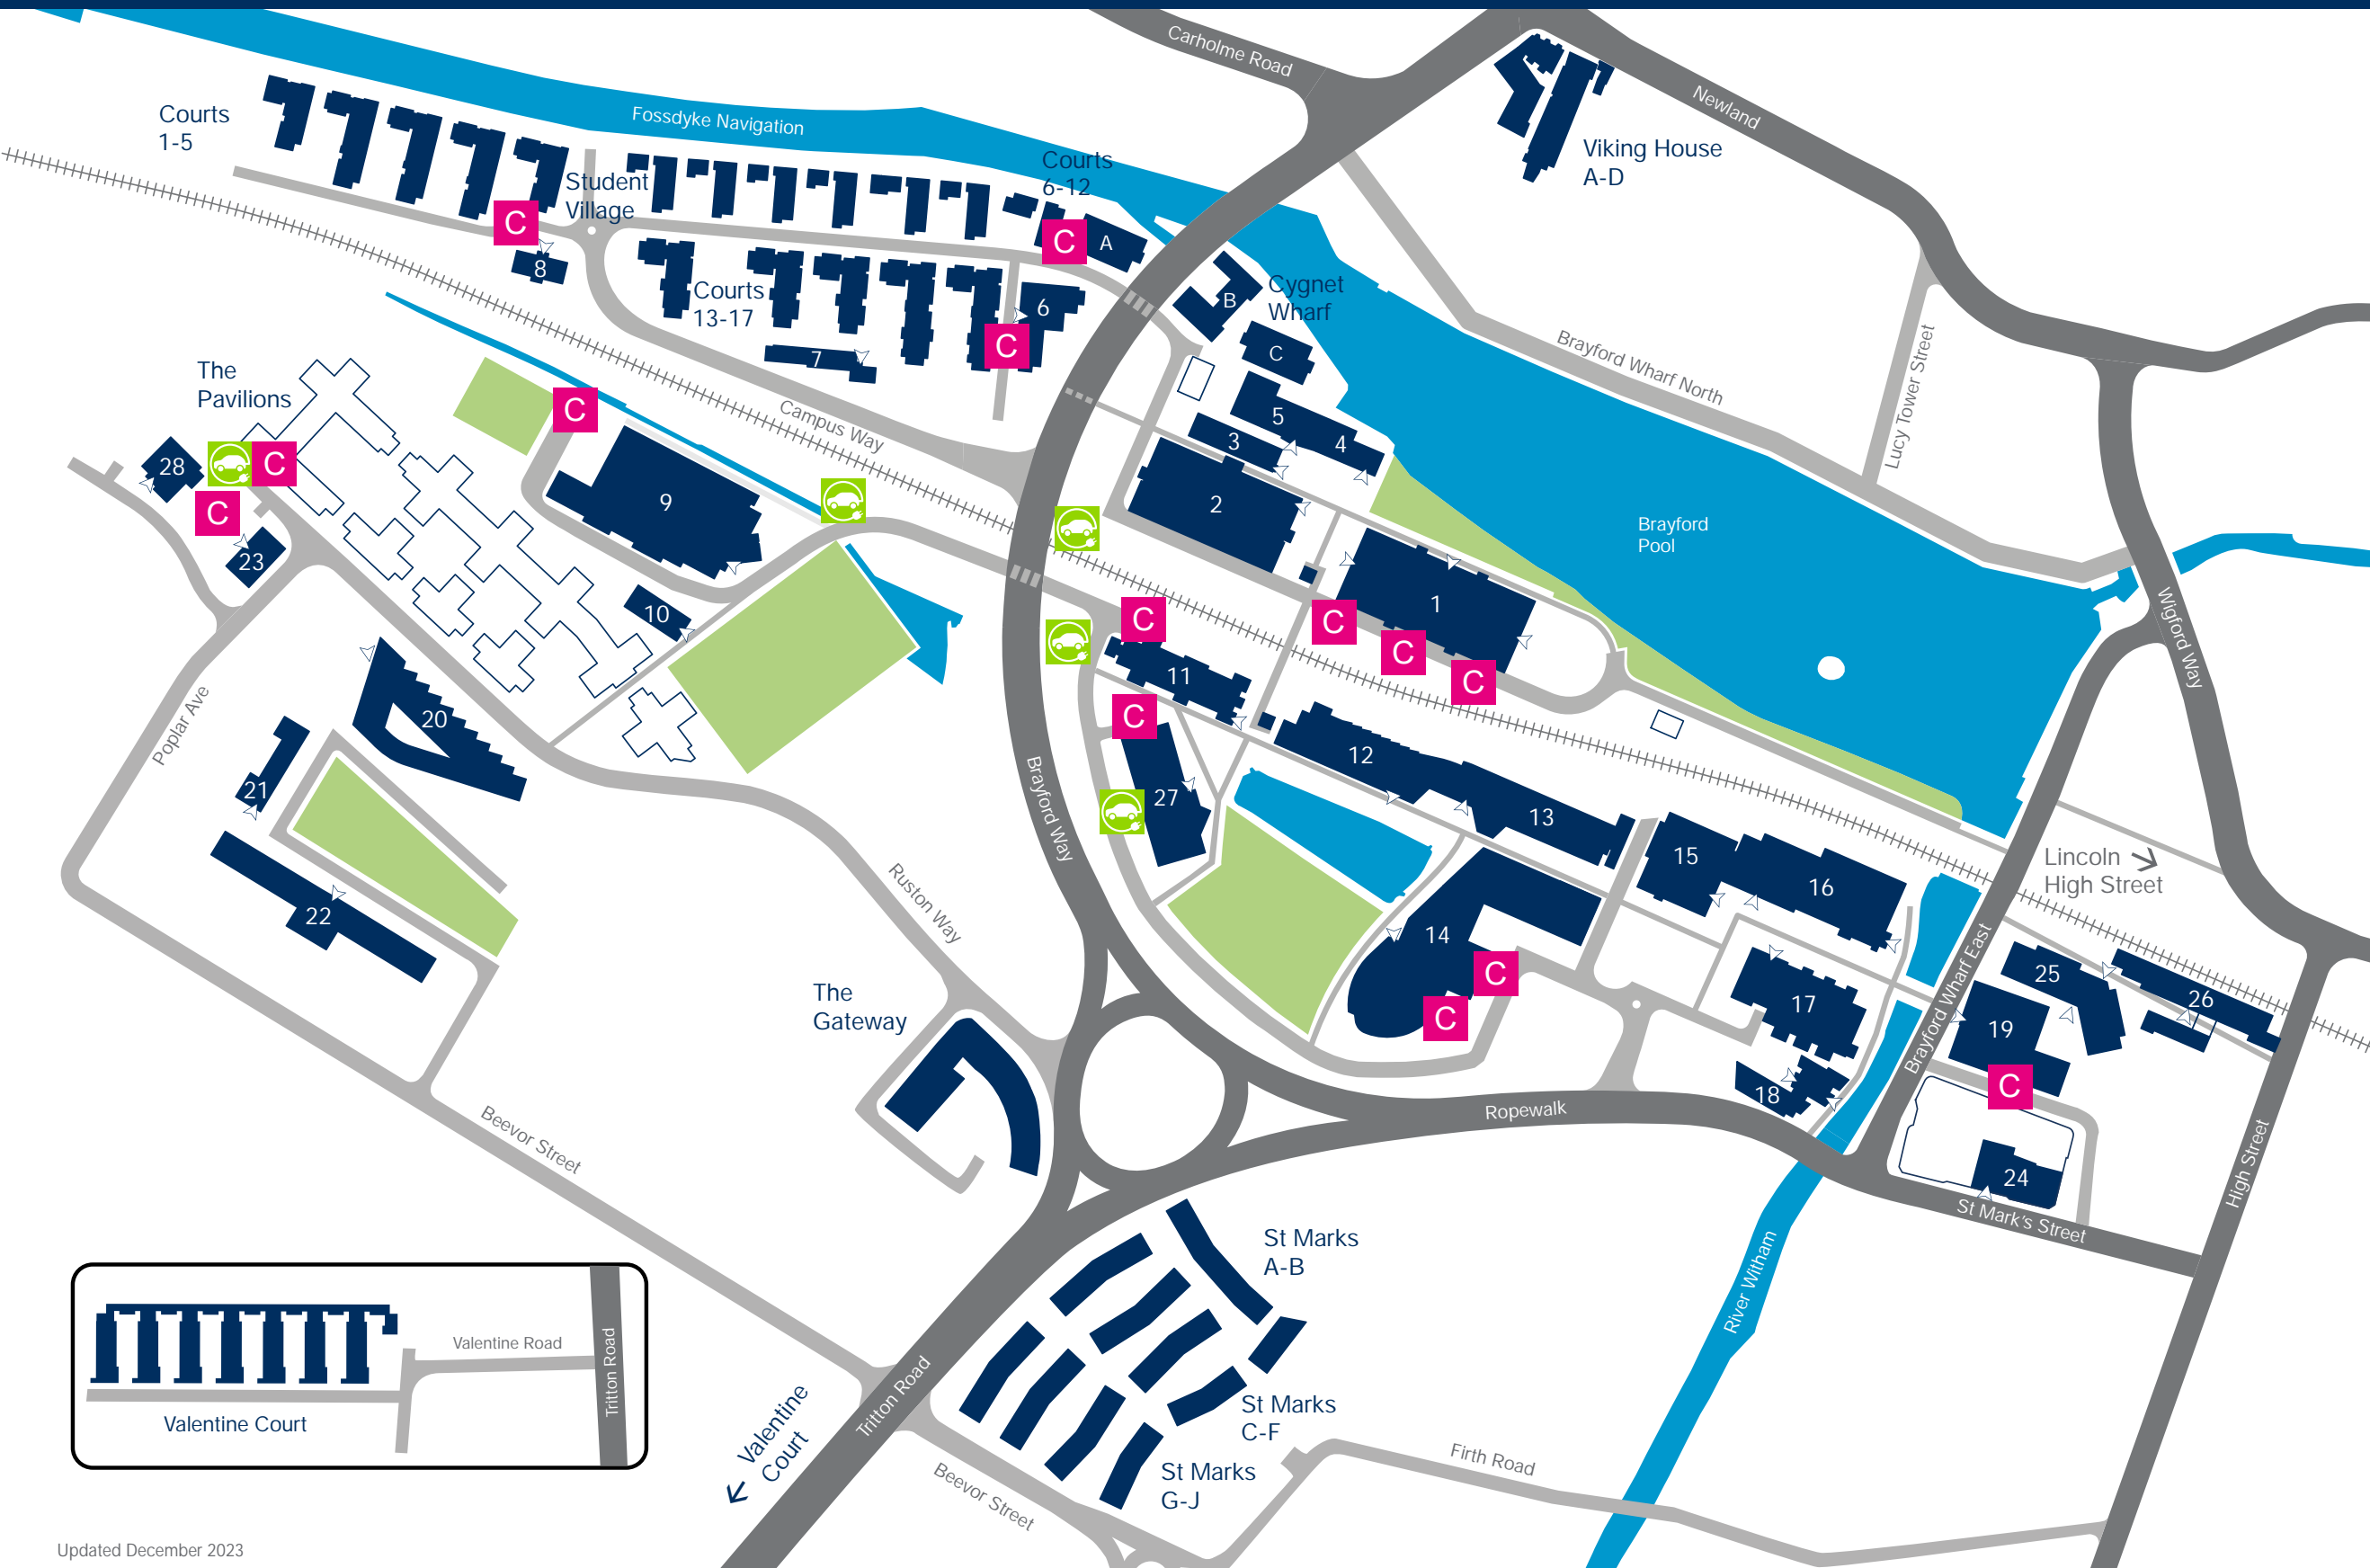 Carholme Road
Newland
Fossdyke Navigation
Courts
1-5
Courts
6-12
Viking House
A-D
Student
Village
C
C
A
8
Courts
13-17
6
C
7
B
Cygnet
Wharf
C
Brayford Wharf North
Lucy Tower Street
The
Pavilions
C
Campus Way
5
3
4
28
C
C
9
2
Brayford
Pool
23
10
1
C
C
C
C
11
Wigford Way
Poplar Ave
20
C
12
21
27
13
Brayford Way
15
16
Lincoln
High Street
22
Ruston Way
14
C
C
17
25
26
19
C
Brayford Wharf East
The
Gateway
18
Ropewalk
Beevor Street
24
St Mark's Street
High Street
St Marks
A-B
River Witham
Valentine Road
Tritton Road
Valentine Court
Tritton Road
Valentine
Court
St Marks
C-F
St Marks
G-J
Firth Road
Beevor Street
Updated December 2023